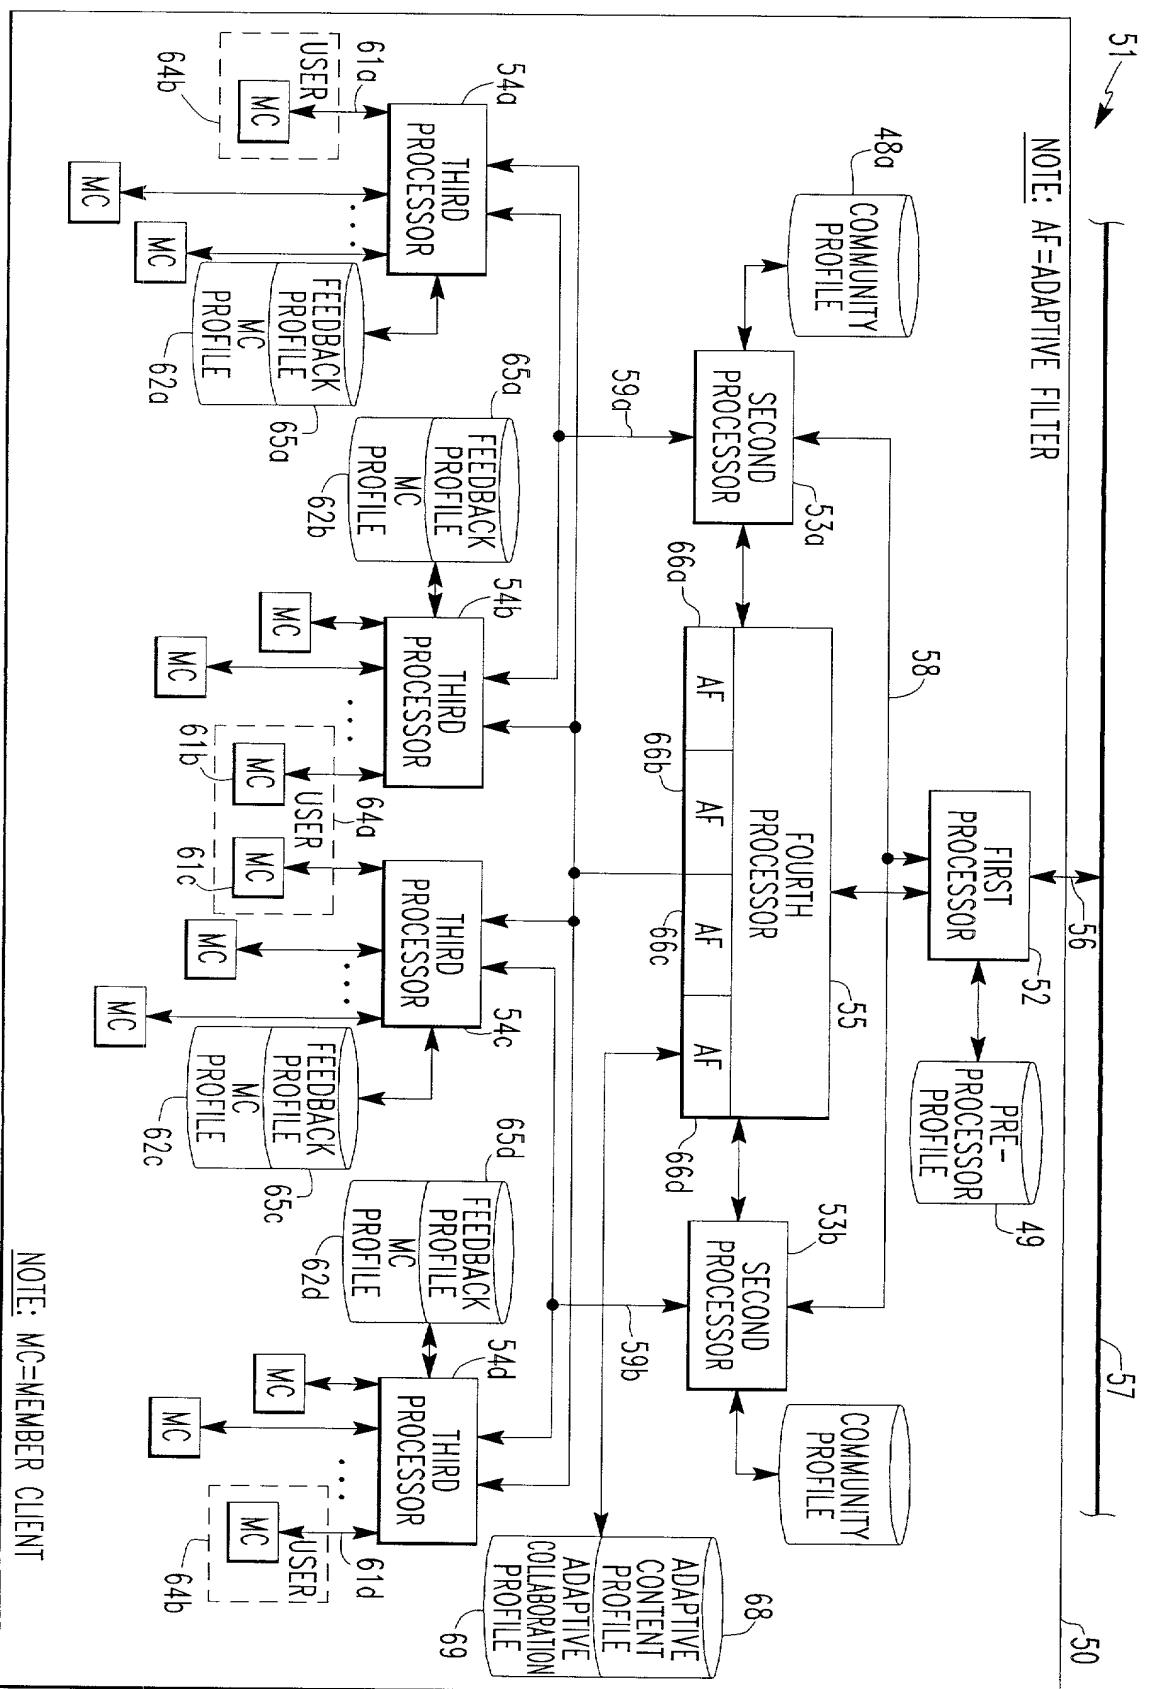 51
NOTE: AF=ADAPTIVE FILTER
57
50
56
FIRST
PROCESSOR
52
PRE-
PROCESSOR
PROFILE
49
58
48a
COMMUNITY
PROFILE
SECOND
PROCESSOR
53a
59a
FOURTH
PROCESSOR
55
AF
AF
AF
AF
66a
66b
66c
66d
53b
SECOND
PROCESSOR
59b
COMMUNITY
PROFILE
68
ADAPTIVE
CONTENT
PROFILE
ADAPTIVE
COLLABORATION
PROFILE
69
54a
THIRD
PROCESSOR
61a
USER
MC
64b
MC
...
MC
FEEDBACK
PROFILE
MC
PROFILE
62a
65a
65a
FEEDBACK
PROFILE
MC
PROFILE
62b
54b
THIRD
PROCESSOR
MC
MC
...
61b
MC
USER
64a
61c
MC
THIRD
PROCESSOR
54c
MC
...
MC
FEEDBACK
PROFILE
MC
PROFILE
62c
65c
65d
FEEDBACK
PROFILE
MC
PROFILE
62d
54d
THIRD
PROCESSOR
MC
MC
...
MC
USER
61d
64b
NOTE: MC=MEMBER CLIENT